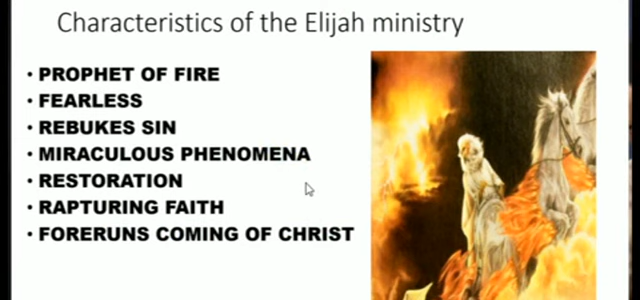 Characteristics of the Elijah ministry
• PROPHET OF FIRE
• FEARLESS
• REBUKES SIN
• MIRACULOUS PHENOMENA
• RESTORATION
• RAPTURING FAITH
• FORERUNS COMING OF CHRIST